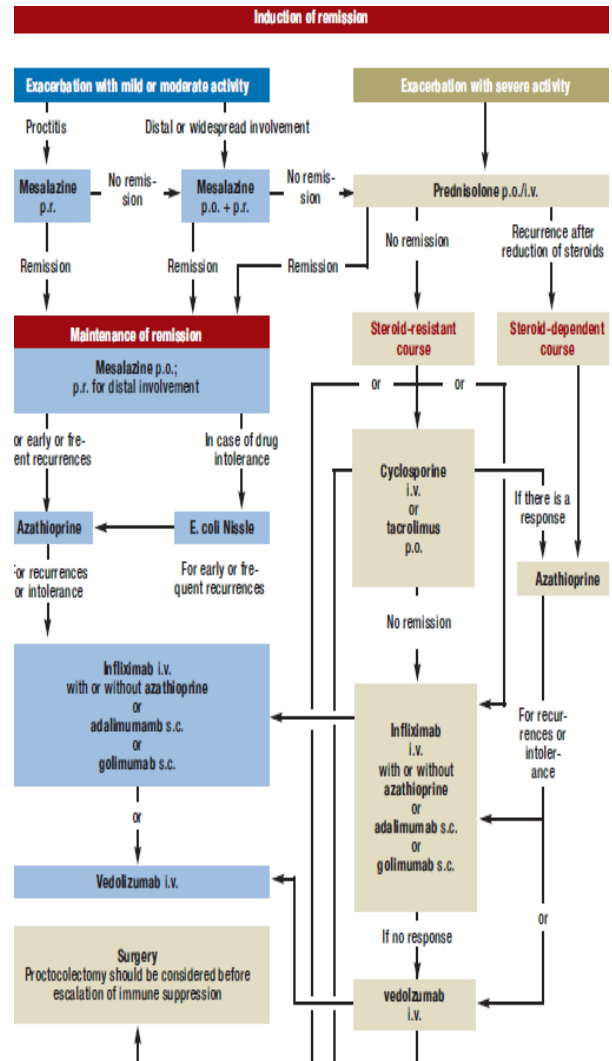 Induction of remission
Exacerbation with mild or moderate activity
Exacerbation with severe activity
Proctitis
Distal or widespread involvement
Mesalazine
p.r.
No remis-
sion
Mesalazine
p.o. + p.r.
No remis-
sion
Prednisolone p.o./i.v.
Remission
Remission
Remission
No remission
Recurrence after
reduction of steroids
Maintenance of remission
Mesalazine p.o.;
p.r. for distal involvement
Steroid-resistant
course
Steroid-dependent
course
or
or
or early or fre-
ent recurrences
In case of drug
intolerance
Cyclosporine
i.v.
or
tacrolimus
p.o.
If there is a
response
Azathioprine
E. coli Nissle
Azathioprine
For recurrences
or intolerance
For early or fre-
quent recurrences
No remission
Infliximab i.v.
with or without azathioprine
or
adalimumamb s.c.
or
golimumab s.c.
Infliximab
i.v.
with or without
azathioprine
or
adalimumab s.c.
or
golimumab s.c.
For recur-
rences or
intoler-
ance
or
Vedolizumab i.v.
or
If no response
Surgery
Proctocolectomy should be considered before
escalation of immune suppression
vedolzumab
i.v.